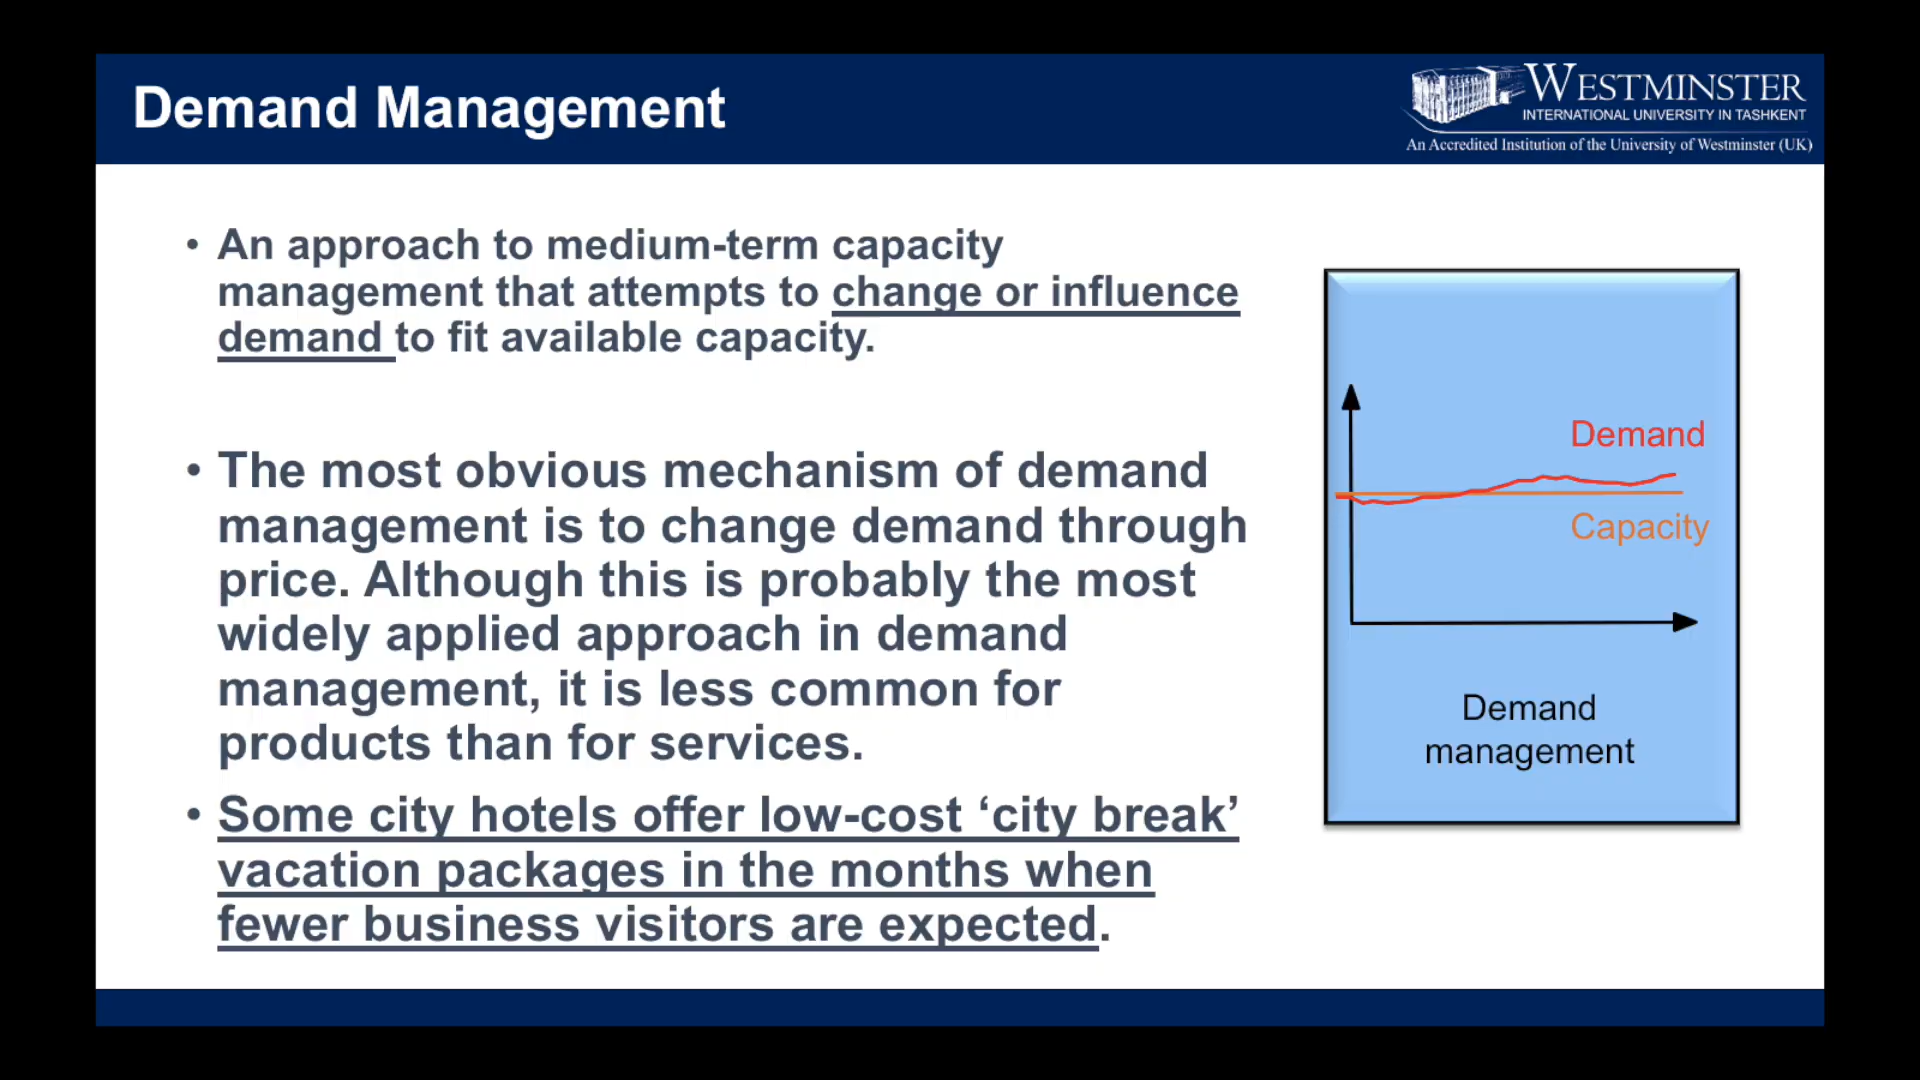 Demand Management
WESTMINSTER
INTERNATIONAL UNIVERSITY IN TASHKENT
An Accredited Institution of the University of Westminster (UK)
• An approach to medium-term capacity
management that attempts to change or influence
demand to fit available capacity.
• The most obvious mechanism of demand
management is to change demand through
price. Although this is probably the most
widely applied approach in demand
management, it is less common for
products than for services.
• Some city hotels offer low-cost ‘city break’
vacation packages in the months when
fewer business visitors are expected.
Demand
Capacity
Demand
management